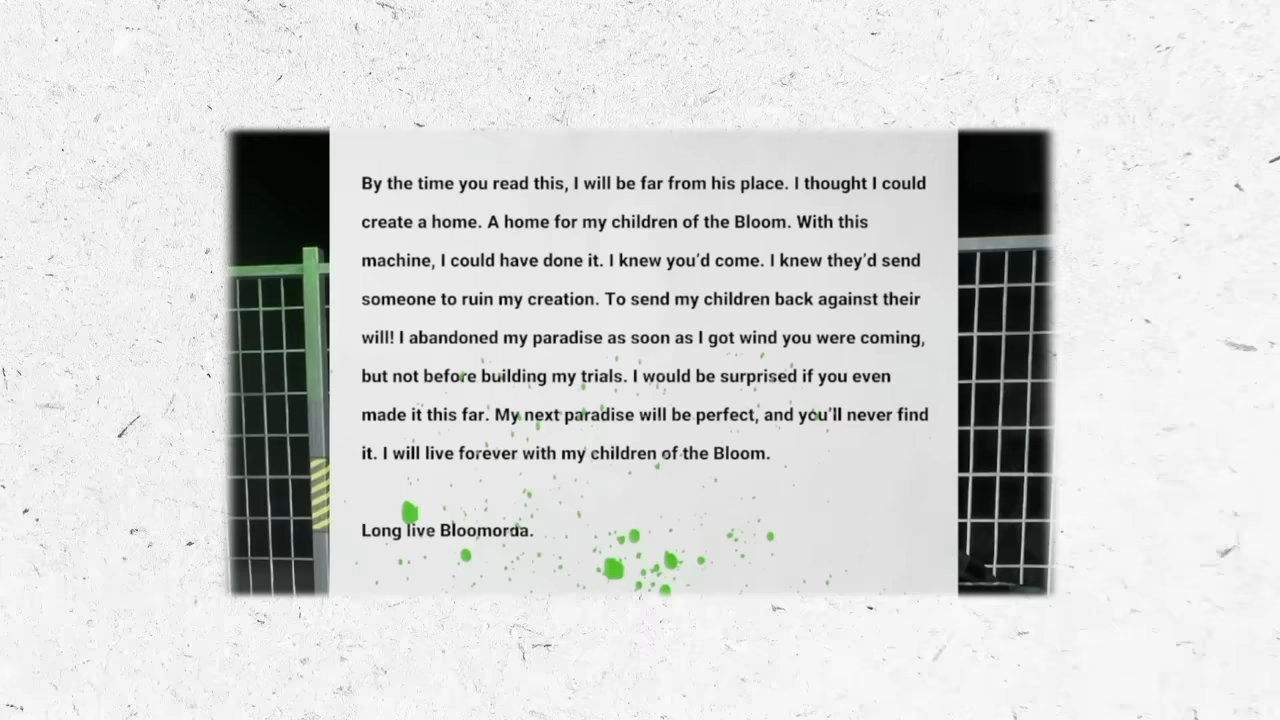 By the time you read this, I will be far from his place. I thought I could
create a home. A home for my children of the Bloom. With this
machine, I could have done it. I knew you'd come. I knew they'd send
someone to ruin my creation. To send my children back against their
will! I abandoned my paradise as soon as I got wind you were coming,
but not before building my trials. I would be surprised if you even
made it this far. My next paradise will be perfect, and you'll never find
it. I will live forever with my children of the Bloom.
Long live Bloomorda.